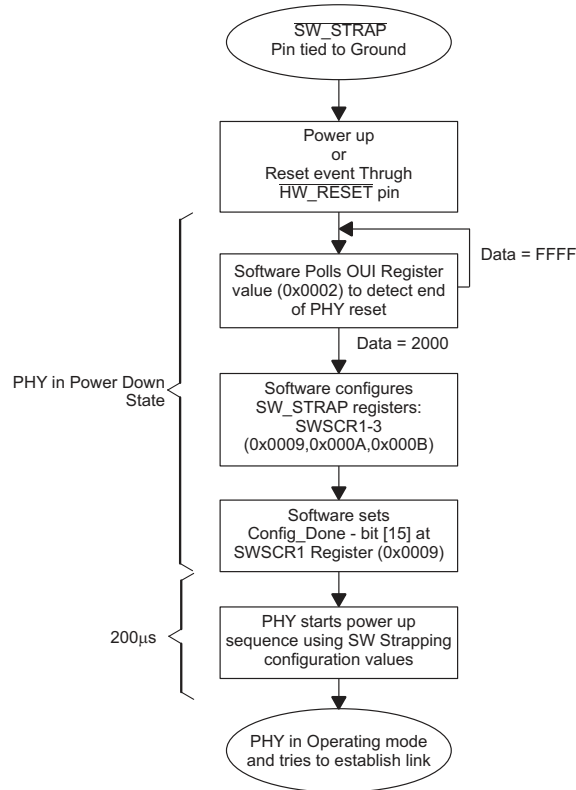 SW_STRAP
Pin tied to Ground
Power up
or
Reset event Thrugh
HW_RESET pin
Data = FFFF
Software Polls OUI Register
value (0x0002) to detect end
of PHY reset
Data = 2000
PHY in Power Down
State
Software configures
SW_STRAP registers:
SWSCR1-3
(0x0009,0x000A,0x000B)
Software sets
Config_Done - bit [15] at
SWSCR1 Register (0x0009)
200µs
PHY starts power up
sequence using SW Strapping
configuration values
PHY in Operating mode
and tries to establish link